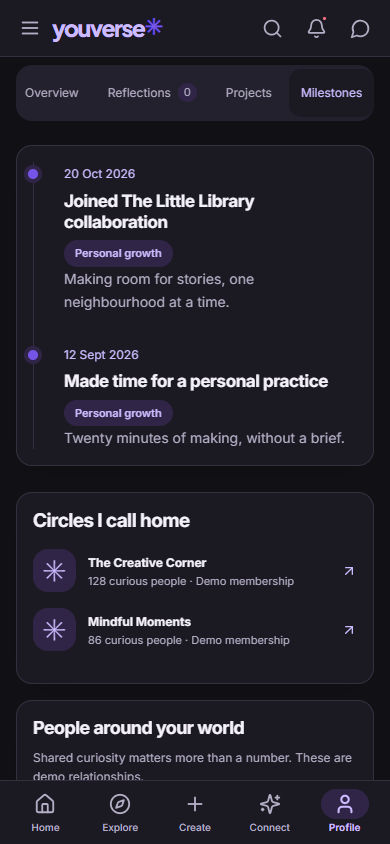 youverse
Overview Reflections 0 Projects Milestones
20 Oct 2026
Joined The Little Library
collaboration
Personal growth
Making room for stories, one
neighbourhood at a time.
12 Sept 2026
Made time for a personal practice
Personal growth
Twenty minutes of making, without a brief.
Circles I call home
The Creative Corner
128 curious people · Demo membership
Mindful Moments
86 curious people · Demo membership
People around your world
Shared curiosity matters more than a number. These are
demo relationships.
Home Explore Create Connect Profile